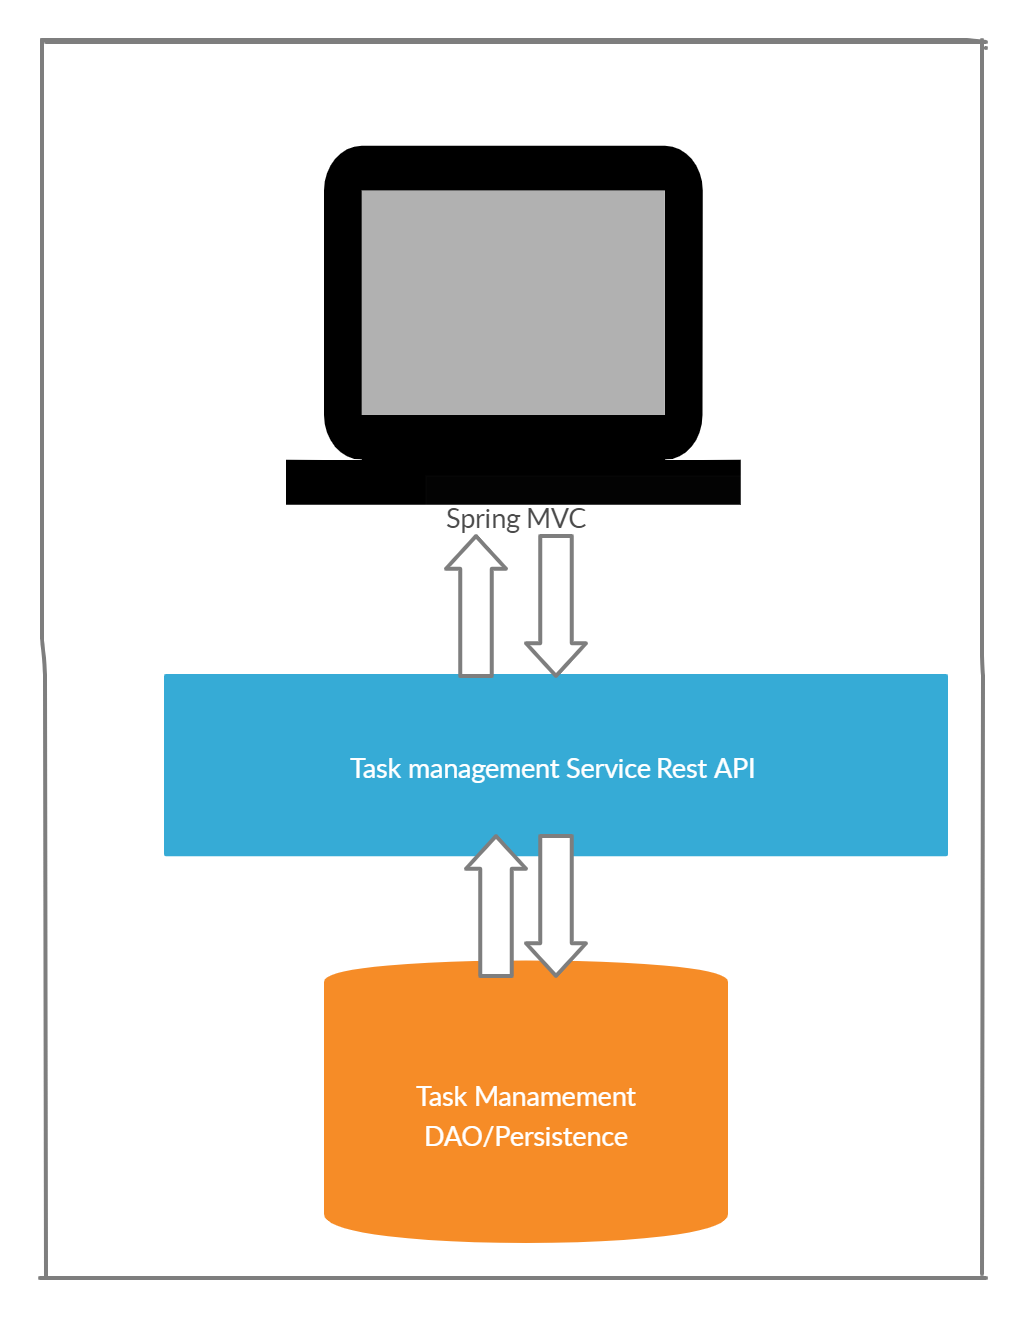 Spring MVC
Task management Service Rest API
Task Manamement
DAO/Persistence